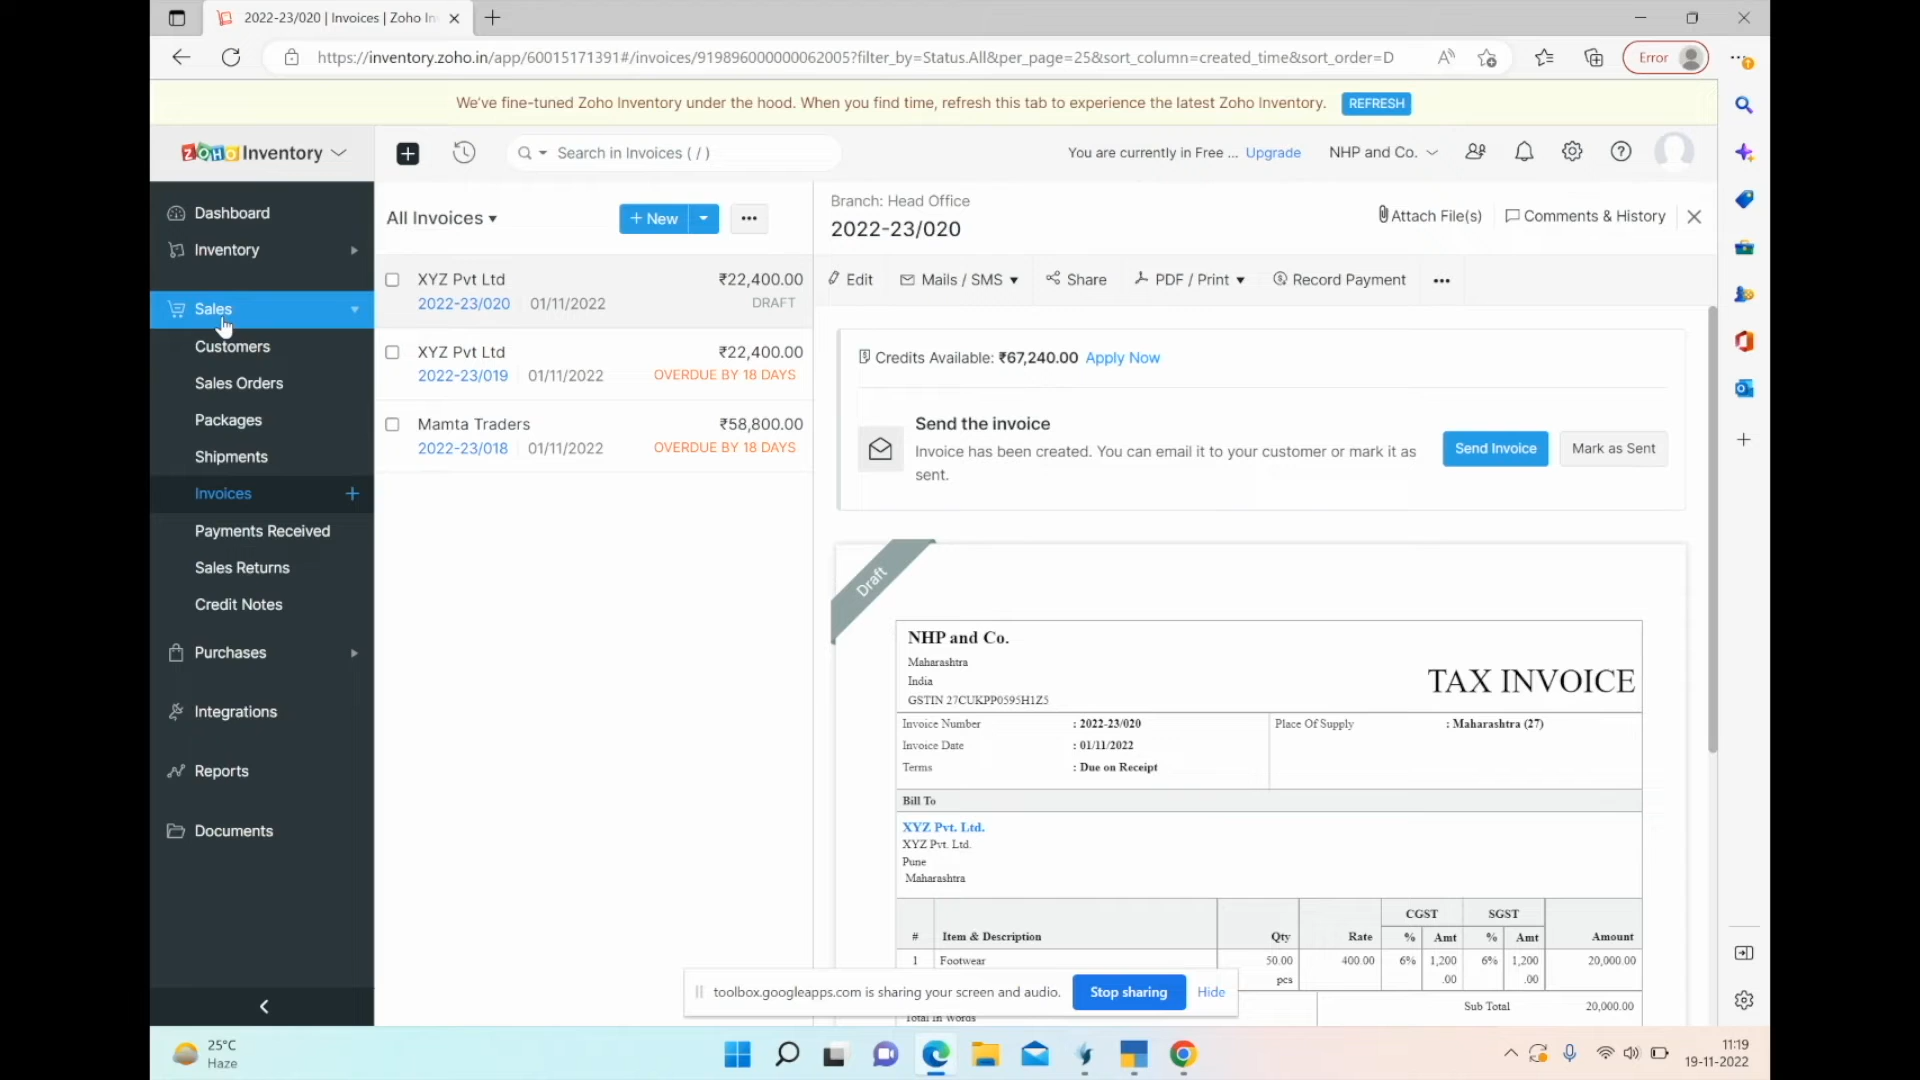 2022-23/020 | Invoices | Zoho In
https://inventory.zoho.in/app/60015171391#/invoices/919896000000062005?filter_by=Status.All&per_page=25&sort_column=created_time&sort_order=D
Error
We've fine-tuned Zoho Inventory under the hood. When you find time, refresh this tab to experience the latest Zoho Inventory. REFRESH
ZOHO Inventory
Search in Invoices ( / )
You are currently in Free ... Upgrade
NHP and Co.
Dashboard
Inventory
Sales
Customers
Sales Orders
Packages
Shipments
Invoices
Payments Received
Sales Returns
Credit Notes
Purchases
Integrations
Reports
Documents
All Invoices
+ New
XYZ Pvt Ltd ₹22,400.00
2022-23/020 01/11/2022 DRAFT
XYZ Pvt Ltd ₹22,400.00
2022-23/019 01/11/2022 OVERDUE BY 18 DAYS
Mamta Traders ₹58,800.00
2022-23/018 01/11/2022 OVERDUE BY 18 DAYS
Branch: Head Office
2022-23/020
Attach File(s) Comments & History
Edit Mails / SMS Share PDF / Print Record Payment
Credits Available: ₹67,240.00 Apply Now
Send the invoice
Invoice has been created. You can email it to your customer or mark it as
sent.
Send Invoice Mark as Sent
Draft
NHP and Co.
Maharashtra
India
GSTIN 27CUKPP0595H1Z5
TAX INVOICE
Invoice Number : 2022-23/020 Place Of Supply : Maharashtra (27)
Invoice Date : 01/11/2022
Terms : Due on Receipt
Bill To
XYZ Pvt. Ltd.
XYZ Pvt. Ltd.
Pune
Maharashtra
CGST SGST
# Item & Description Qty Rate % Amt % Amt Amount
1 Footwear 50.00 400.00 6% 1,200 6% 1,200 20,000.00
pcs .00 .00
Sub Total 20,000.00
Total In Words
toolbox.googleapps.com is sharing your screen and audio. Stop sharing Hide
25°C
Haze
11:19
19-11-2022